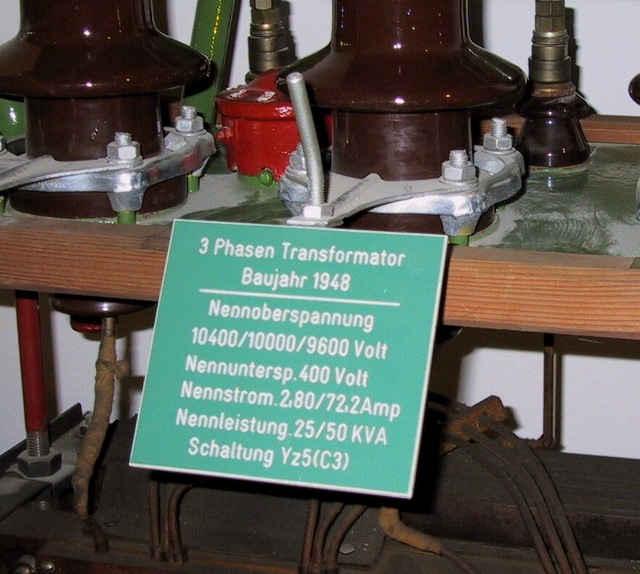 3 Phasen Transformator
Baujahr 1948
Nennoberspannung
10400/10000/9600 Volt
Nennuntersp.400 Volt
Nennstrom.2,80/72,2Amp
Nennleistung.25/50 KVA
Schaltung Yz5(C3)